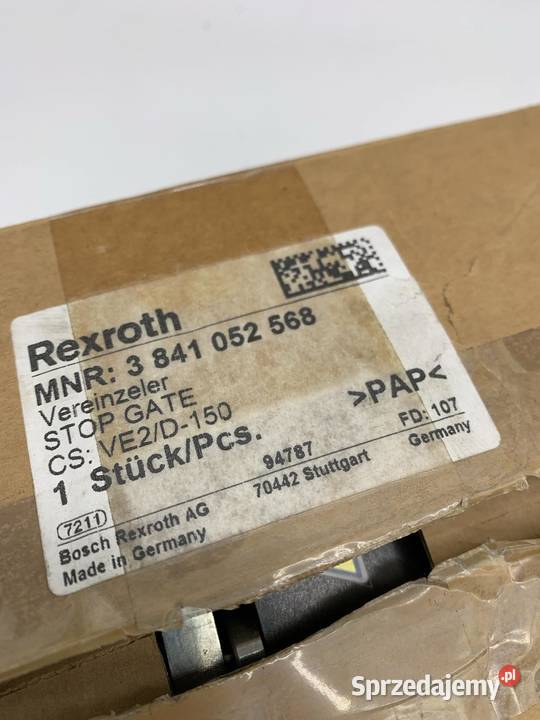 Rexroth
MNR: 3 841 052 568
Vereinzeler
STOP GATE
CS: VE2/D-150
1 Stück/Pcs.
>PAP<
7211
94787
FD: 107
Bosch Rexroth AG
70442 Stuttgart
Germany
Made in Germany
Sprzedajemy.pl